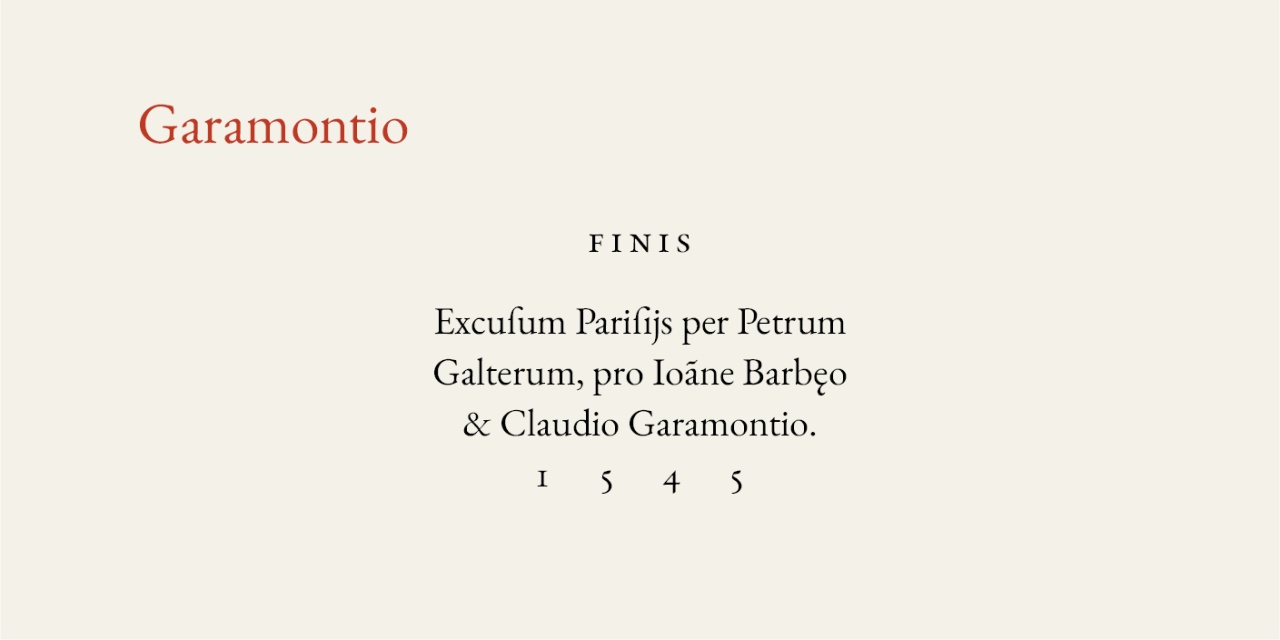 Garamontio
FINIS
Excuſum Pariſijs per Petrum
Galterum, pro Ioãne Barbęo
& Claudio Garamontio.
1 5 4 5